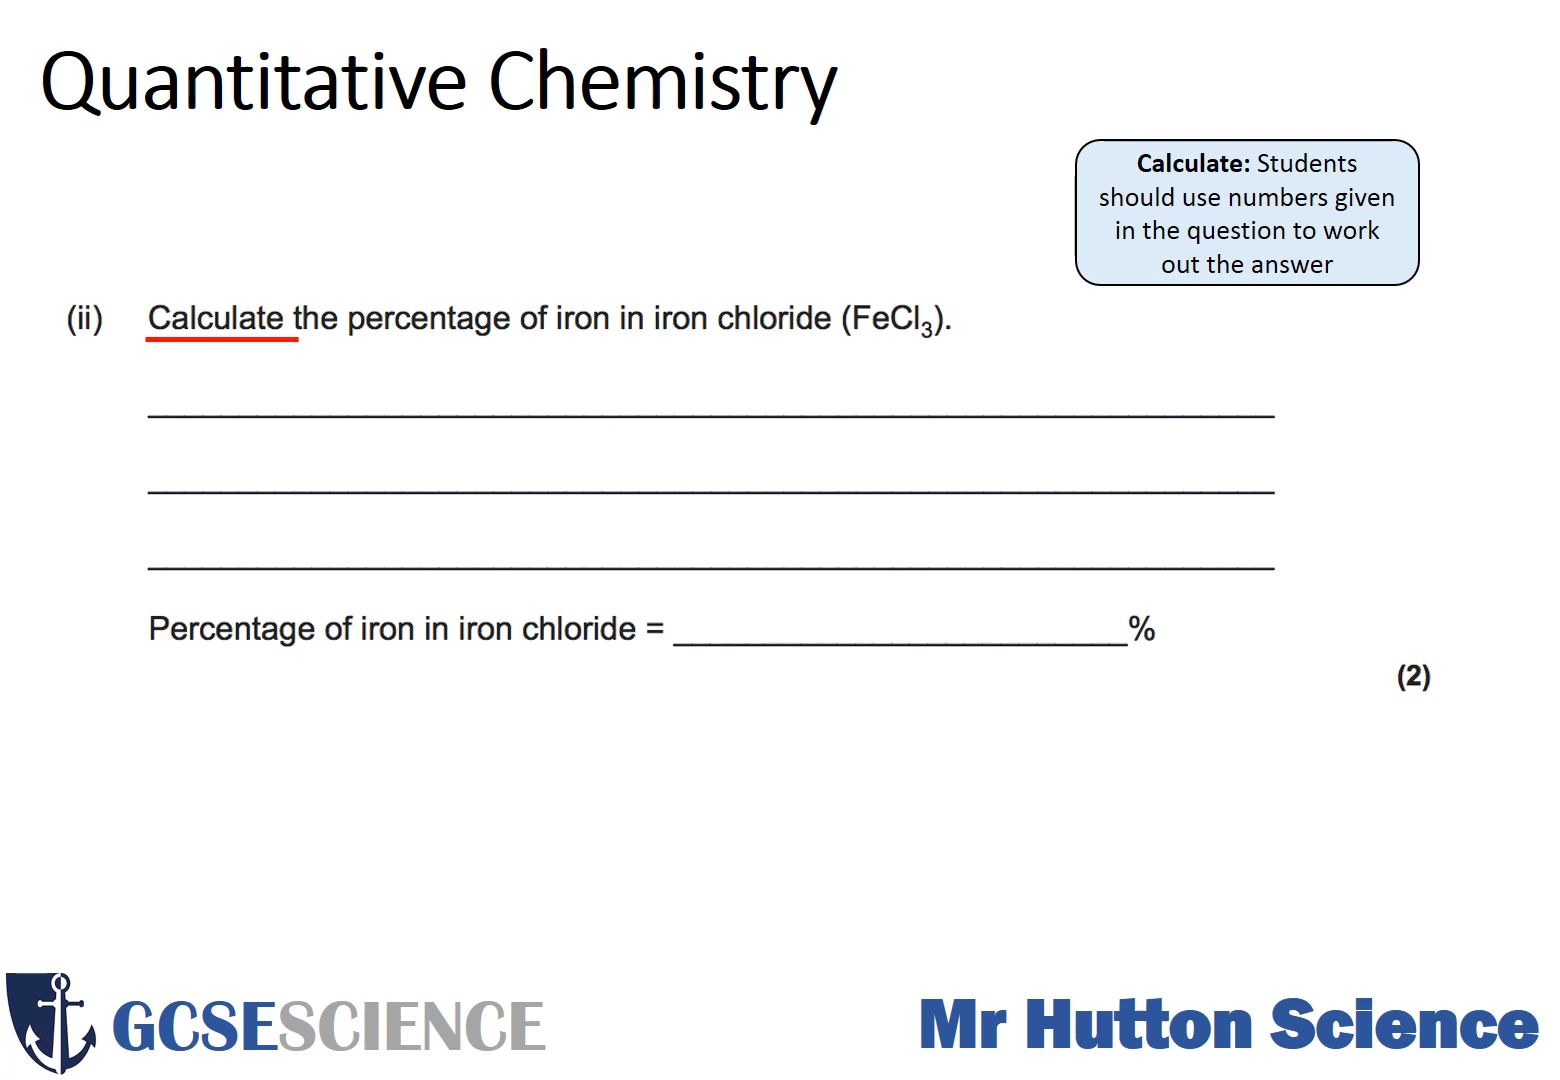 Quantitative Chemistry
Calculate: Students
should use numbers given
in the question to work
out the answer
(ii) Calculate the percentage of iron in iron chloride (FeCl₃).
Percentage of iron in iron chloride = ____________________%
(2)
GCSESCIENCE
Mr Hutton Science